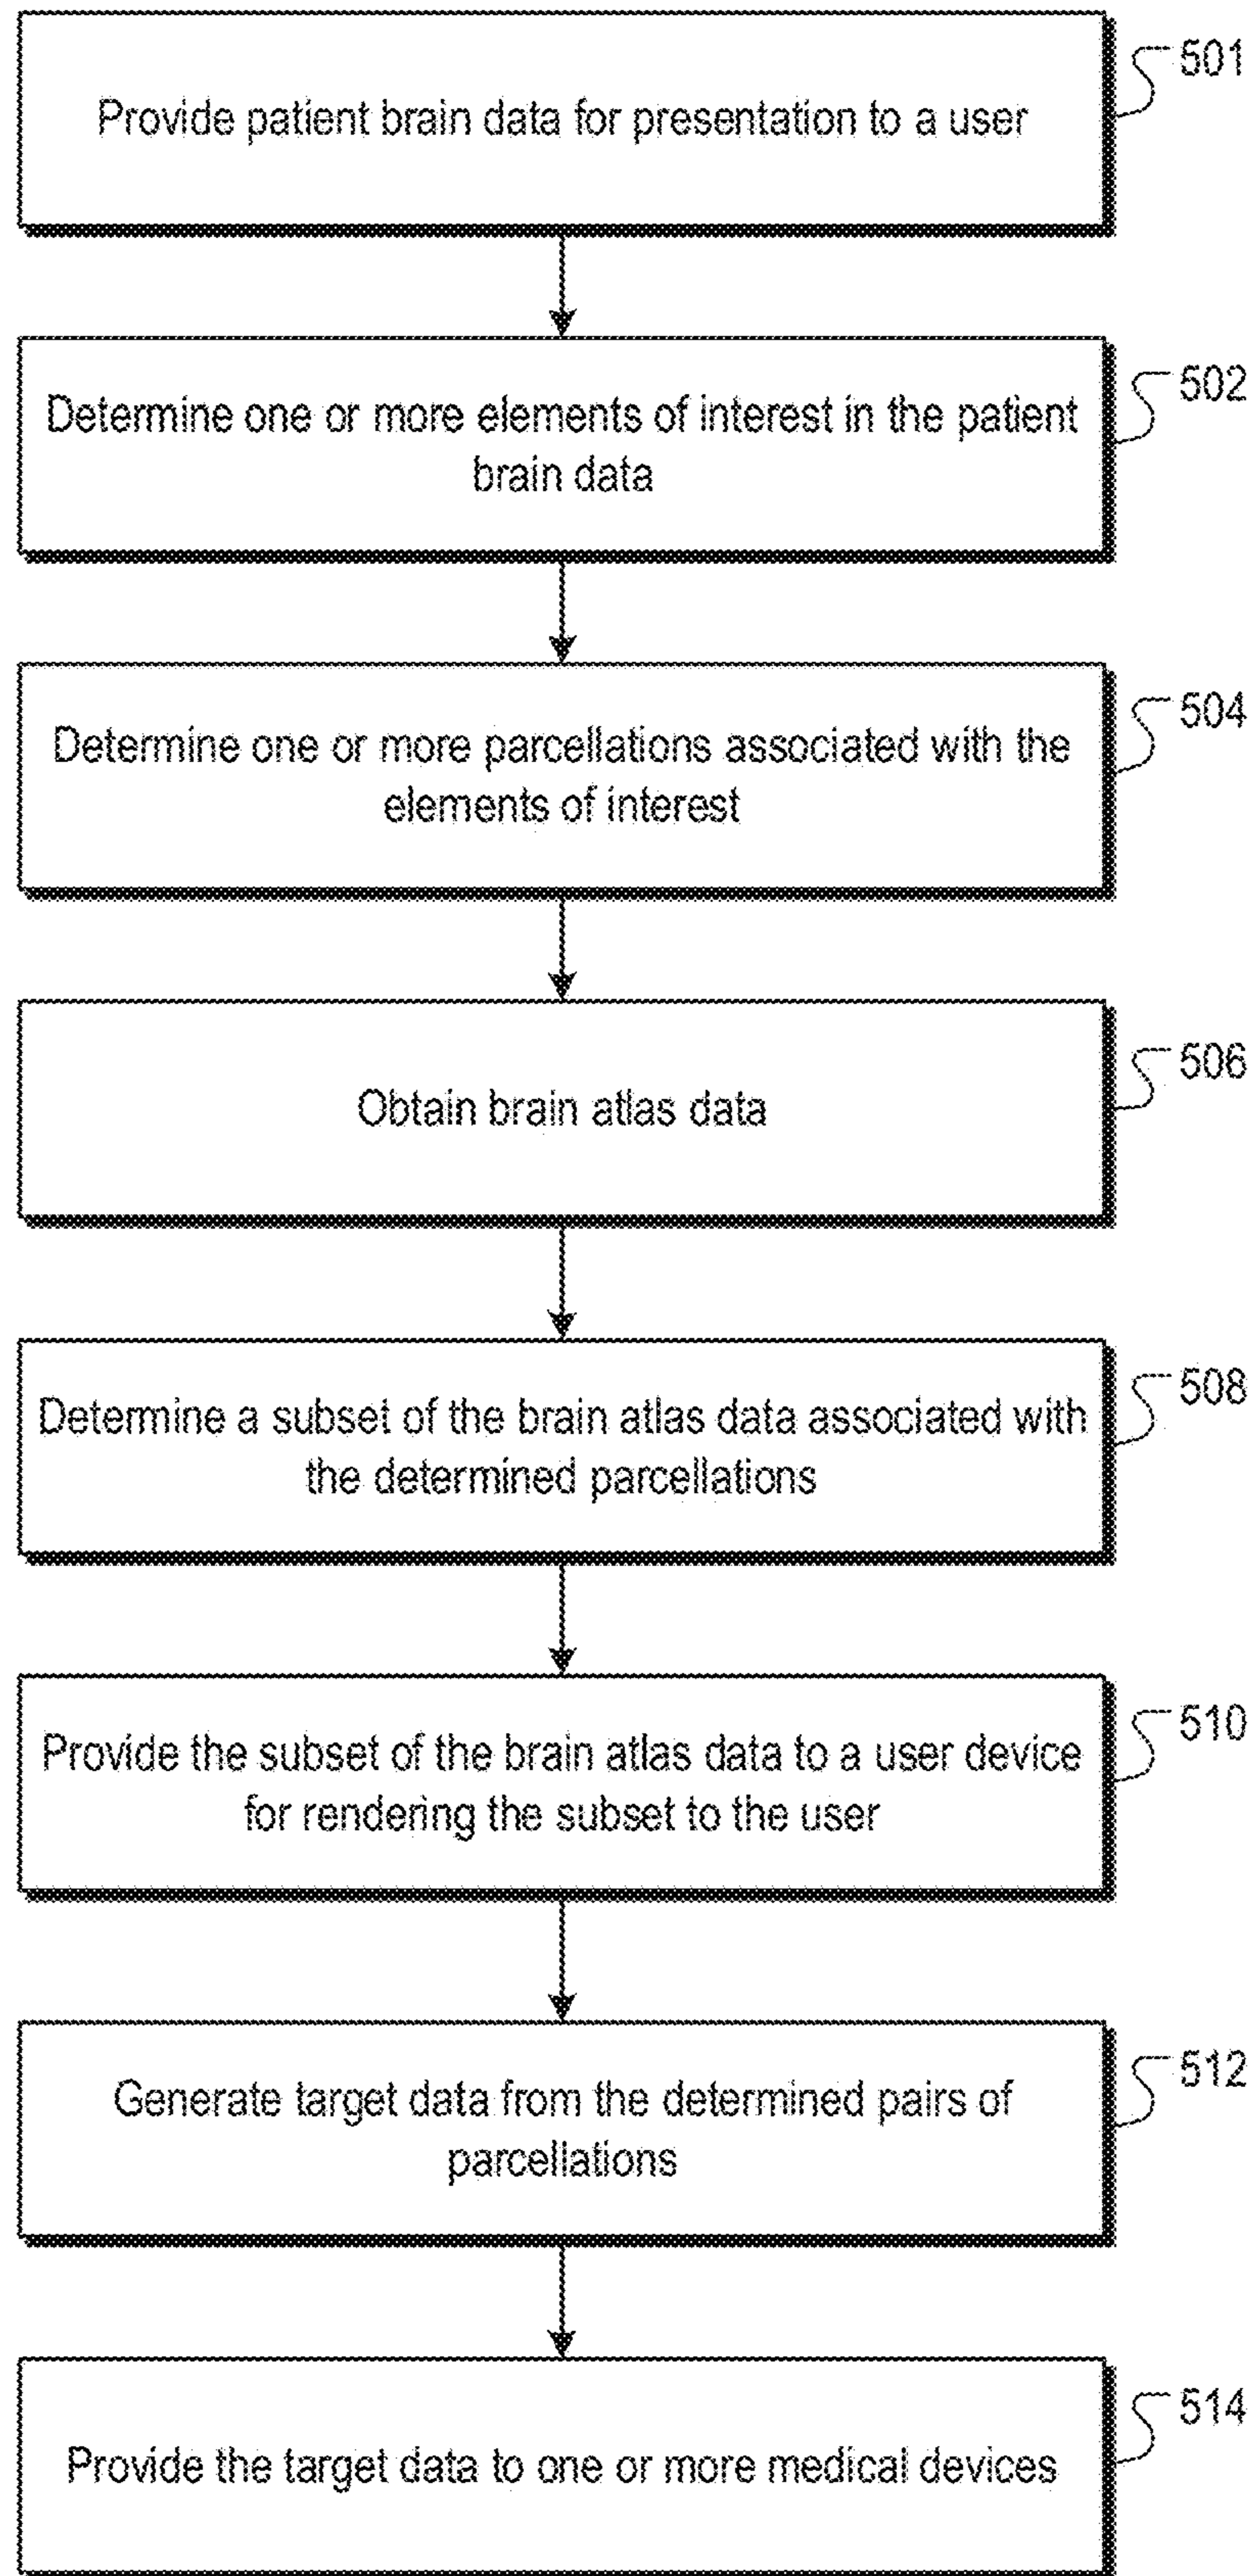 Provide patient brain data for presentation to a user
501
Determine one or more elements of interest in the patient
brain data
502
Determine one or more parcellations associated with the
elements of interest
504
Obtain brain atlas data
506
Determine a subset of the brain atlas data associated with
the determined parcellations
508
Provide the subset of the brain atlas data to a user device
for rendering the subset to the user
510
Generate target data from the determined pairs of
parcellations
512
Provide the target data to one or more medical devices
514